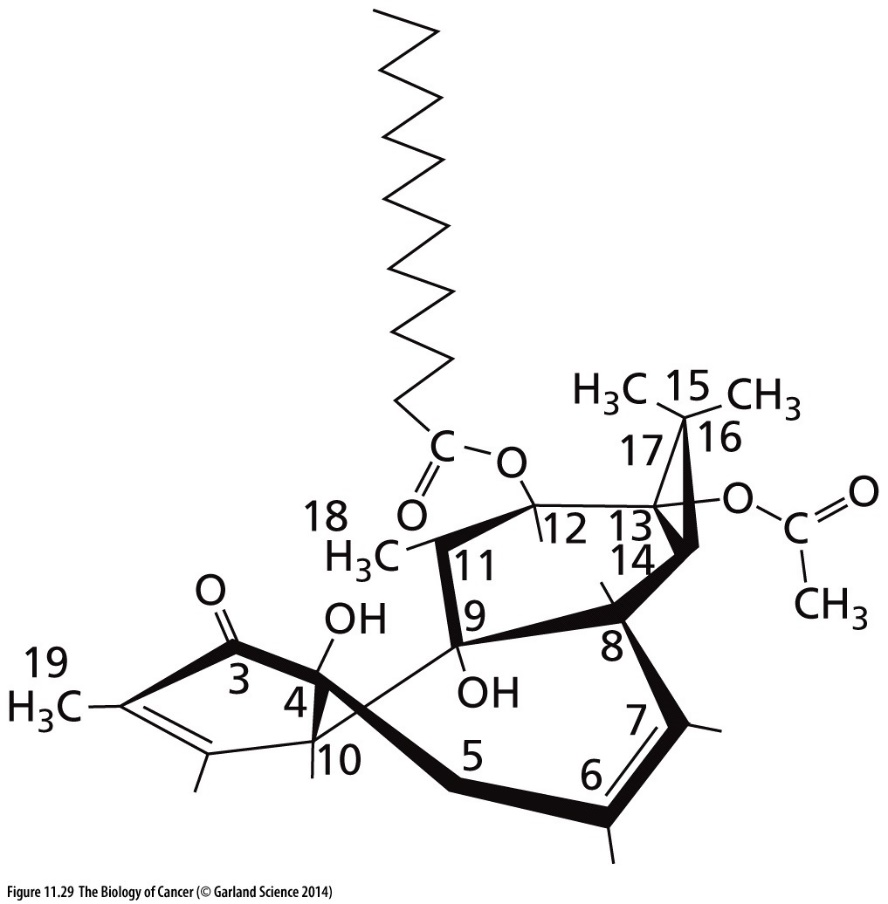 H₃C 15 CH₃
17 16
C O
O
O
C O
18
H₃C
12 13
11 14
CH₃
O
OH
9
8
19
3
H₃C
4
OH
7
10
5
6
Figure 11.29 The Biology of Cancer (© Garland Science 2014)